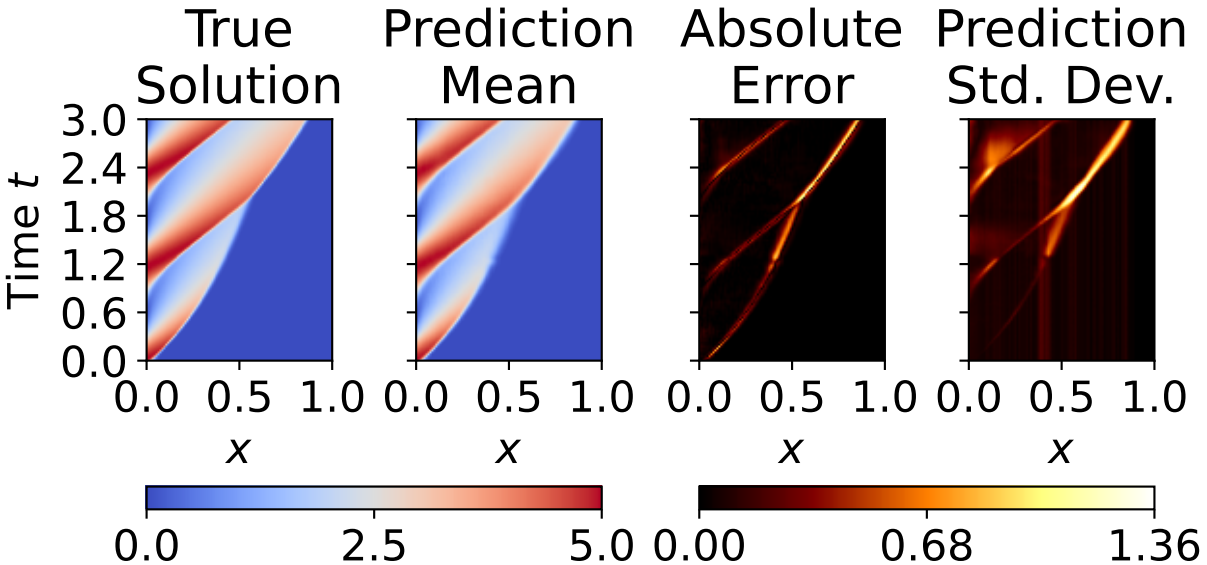 True Solution
Prediction Mean
Absolute Error
Prediction Std. Dev.
Time t
3.0
2.4
1.8
1.2
0.6
0.0
0.0 0.5 1.0
0.0 0.5 1.0
0.0 0.5 1.0
0.0 0.5 1.0
x
x
x
x
0.0 2.5 5.0
0.00 0.68 1.36